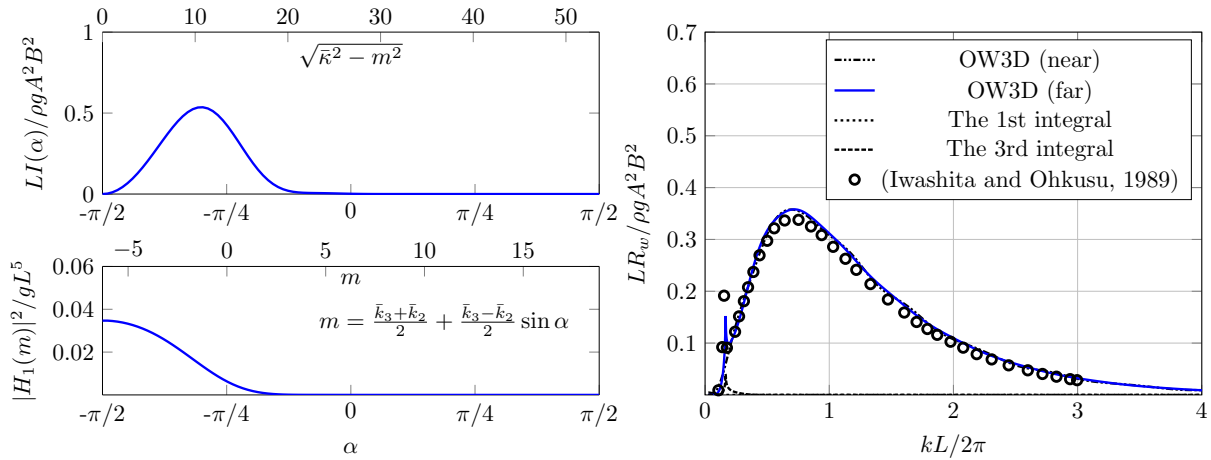 0 10 20 30 40 50
√(κ̄² − m²)
LI(α)/ρgA²B²
1
0.5
0
-π/2 -π/4 0 π/4 π/2
−5 0 5 10 15
m
|H₁(m)|²/gL⁵
0.06
0.04
0.02
m = (k̄₃+k̄₂)/2 + (k̄₃−k̄₂)/2 sin α
-π/2 -π/4 0 π/4 π/2
α
LR_w/ρgA²B²
0.7
0.6
0.5
0.4
0.3
0.2
0.1
OW3D (near)
OW3D (far)
The 1st integral
The 3rd integral
(Iwashita and Ohkusu, 1989)
0 1 2 3 4
kL/2π